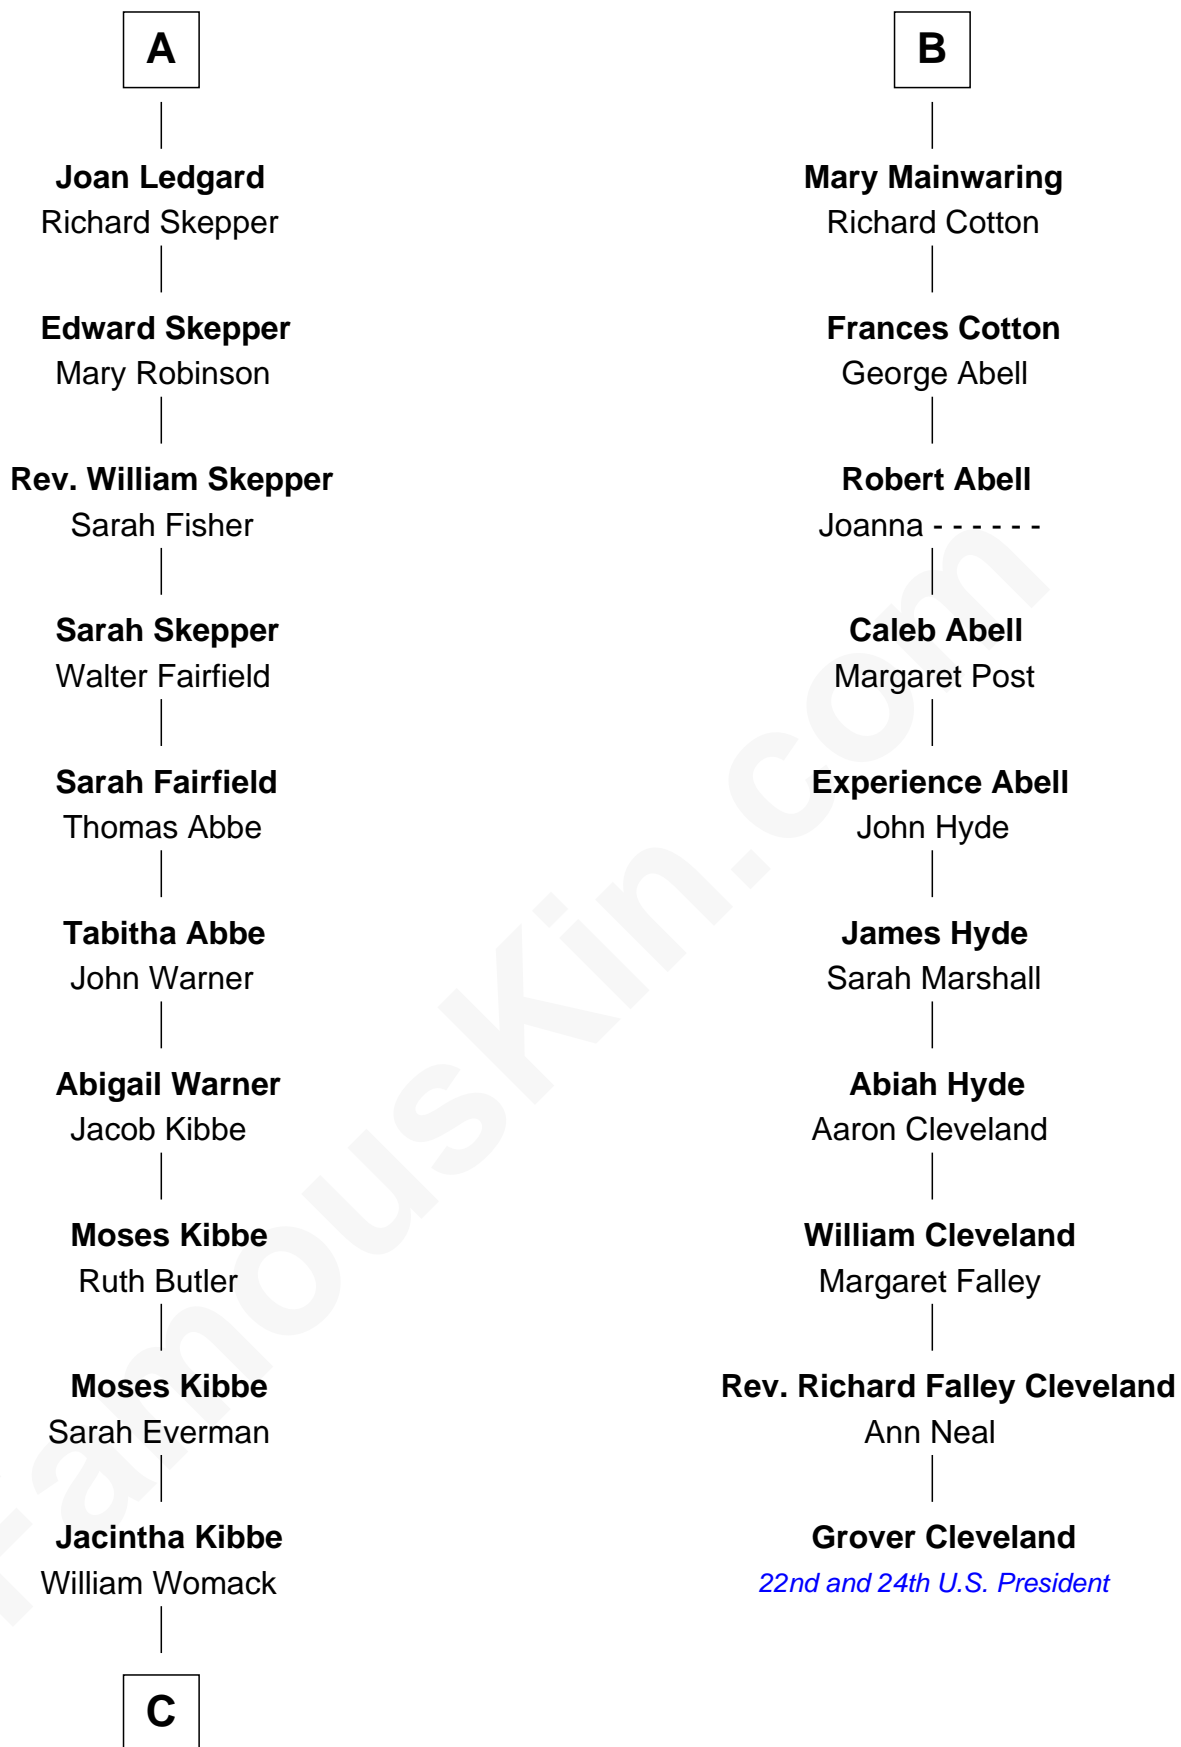 A
Joan Ledgard
Richard Skepper
Edward Skepper
Mary Robinson
Rev. William Skepper
Sarah Fisher
Sarah Skepper
Walter Fairfield
Sarah Fairfield
Thomas Abbe
Tabitha Abbe
John Warner
Abigail Warner
Jacob Kibbe
Moses Kibbe
Ruth Butler
Moses Kibbe
Sarah Everman
Jacintha Kibbe
William Womack
C
B
Mary Mainwaring
Richard Cotton
Frances Cotton
George Abell
Robert Abell
Joanna - - - - - -
Caleb Abell
Margaret Post
Experience Abell
John Hyde
James Hyde
Sarah Marshall
Abiah Hyde
Aaron Cleveland
William Cleveland
Margaret Falley
Rev. Richard Falley Cleveland
Ann Neal
Grover Cleveland
22nd and 24th U.S. President
FamousKin.com